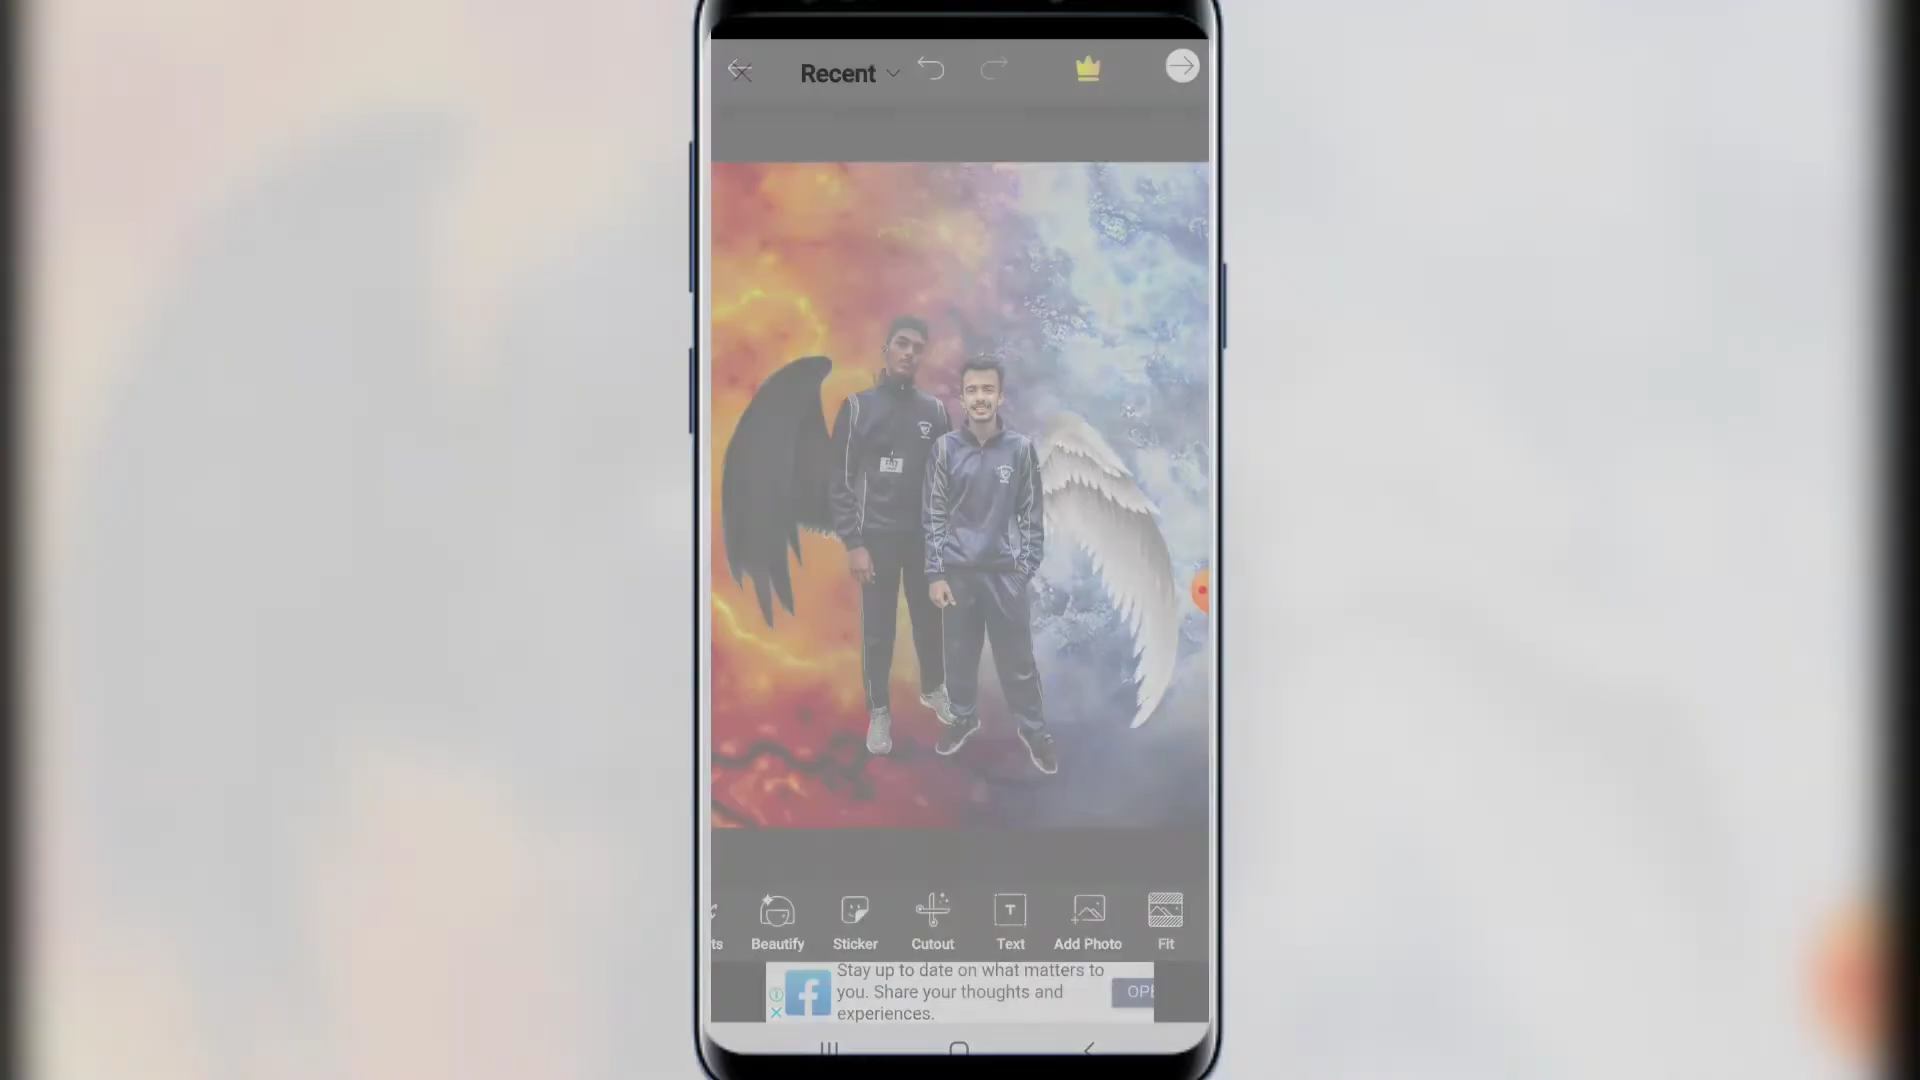 Recent
ts
Beautify
Sticker
Cutout
Text
Add Photo
Fit
Stay up to date on what matters to
you. Share your thoughts and
experiences.
OPE